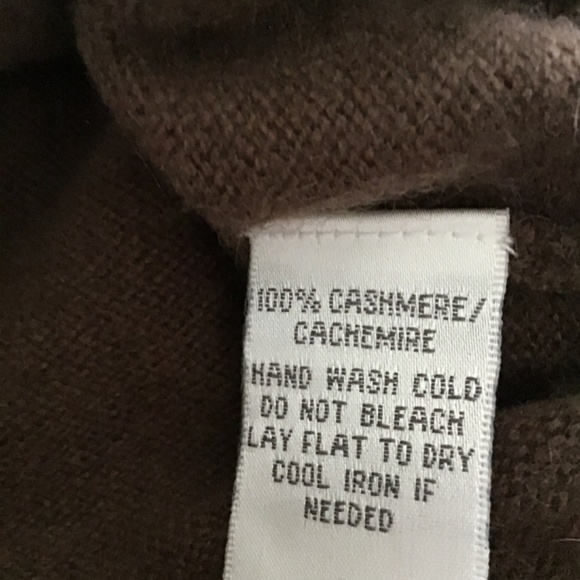 100% CASHMERE/
CACHEMIRE
HAND WASH COLD
DO NOT BLEACH
LAY FLAT TO DRY
COOL IRON IF
NEEDED